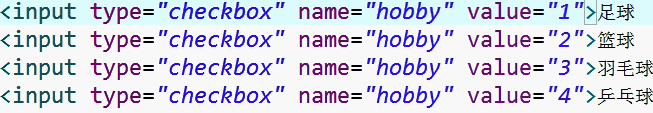 <input type="checkbox" name="hobby" value="1">足球
<input type="checkbox" name="hobby" value="2">篮球
<input type="checkbox" name="hobby" value="3">羽毛球
<input type="checkbox" name="hobby" value="4">乒乓球